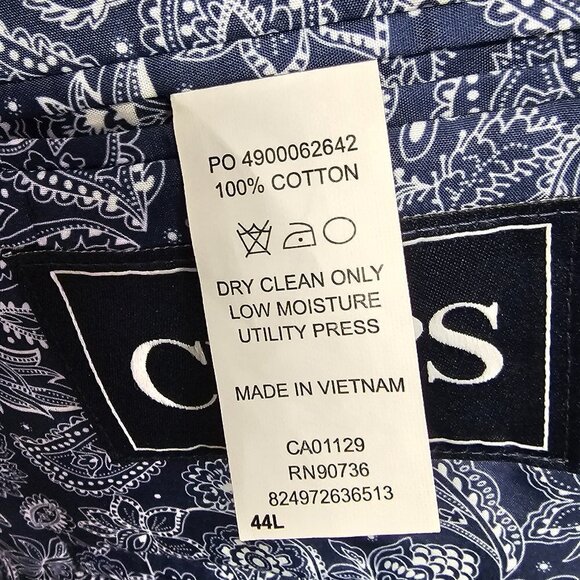 PO 4900062642
100% COTTON
DRY CLEAN ONLY
LOW MOISTURE
UTILITY PRESS
MADE IN VIETNAM
CA01129
RN90736
824972636513
44L